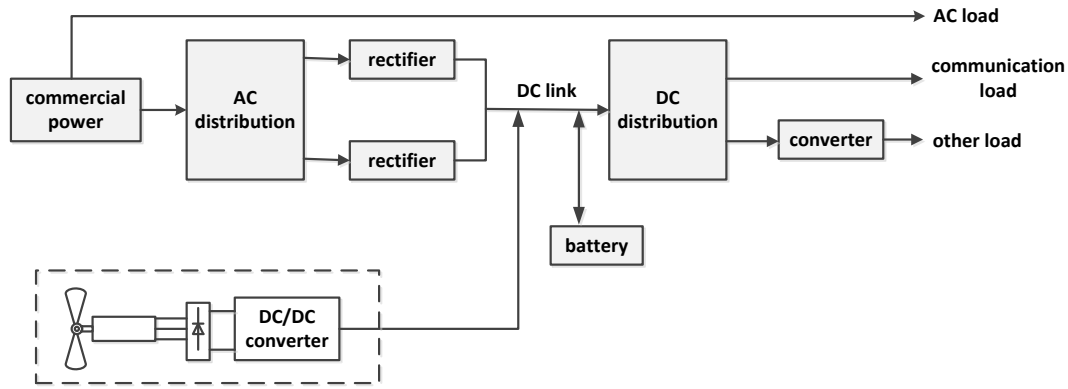 AC load
commercial
power
AC
distribution
rectifier
rectifier
DC link
DC
distribution
communication
load
converter
other load
battery
DC/DC
converter